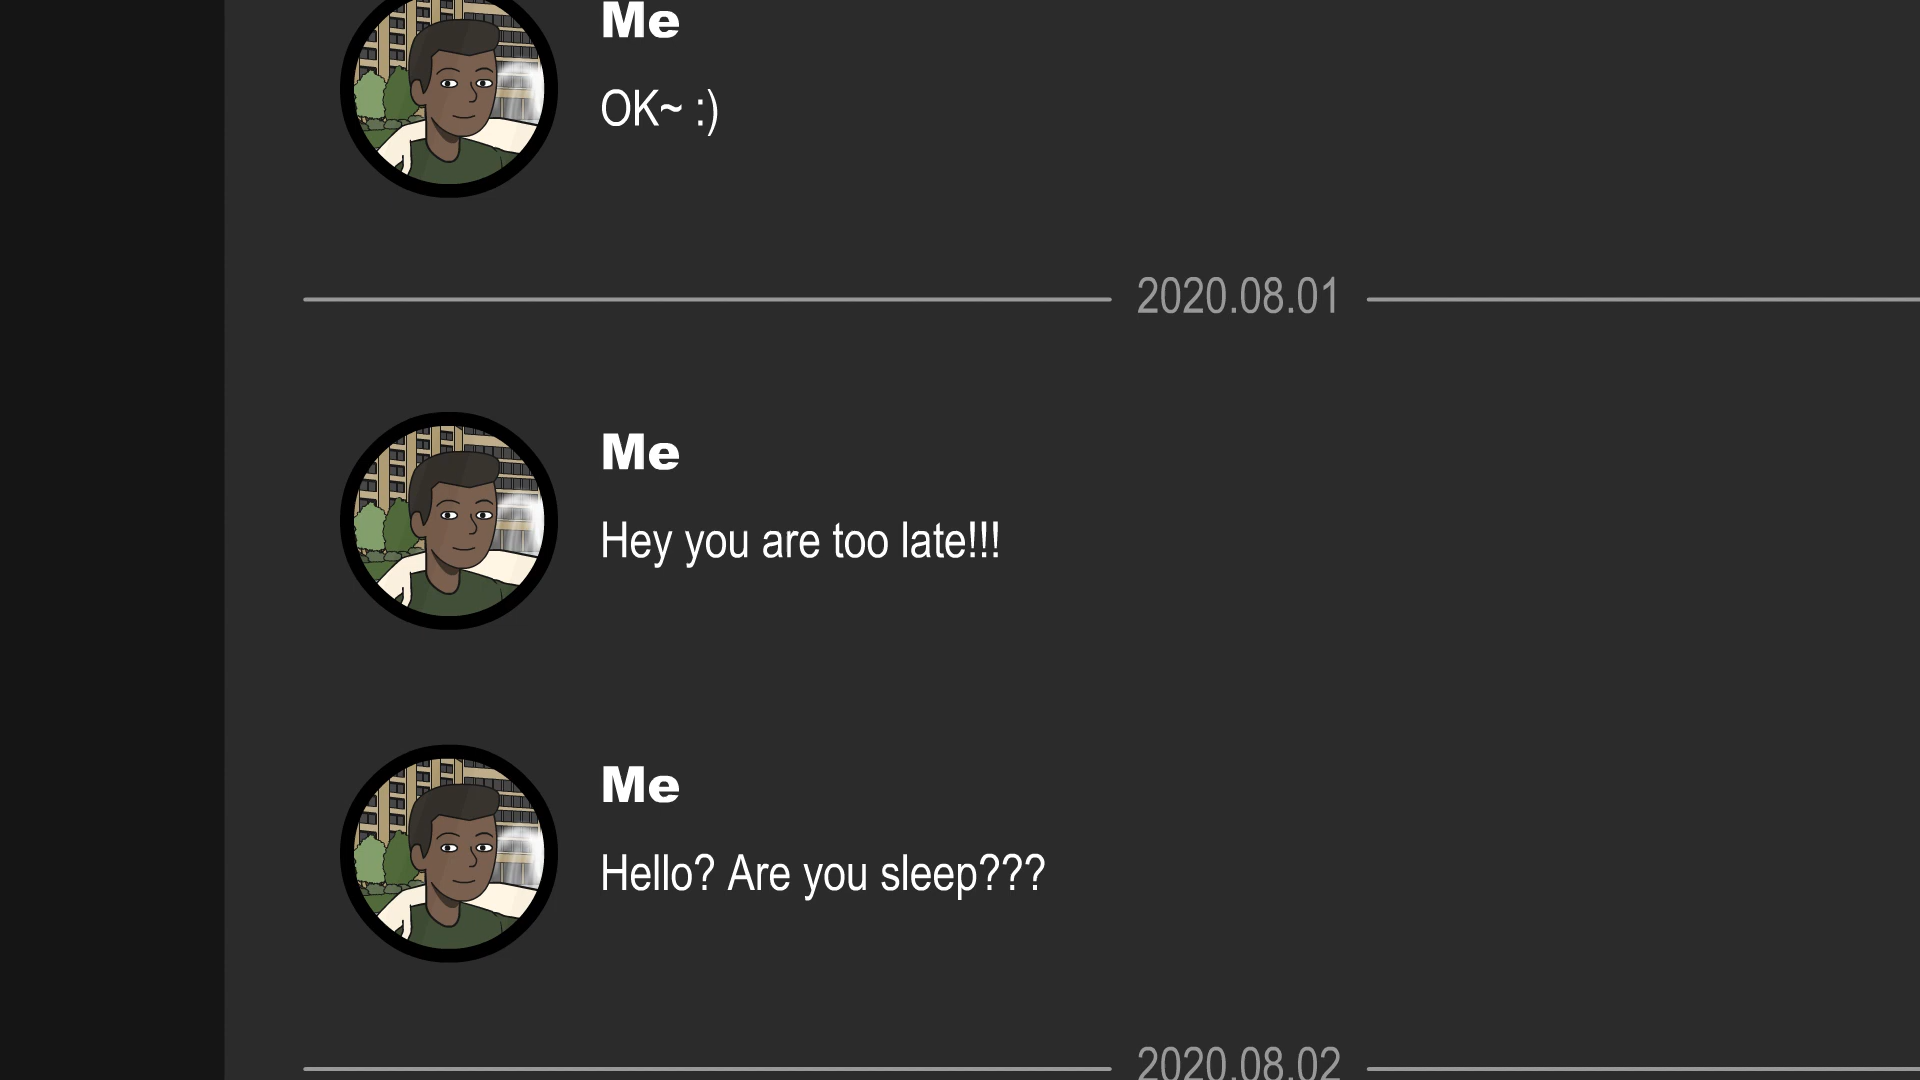 Me
OK~ :)
2020.08.01
Me
Hey you are too late!!!
Me
Hello? Are you sleep???
2020.08.02